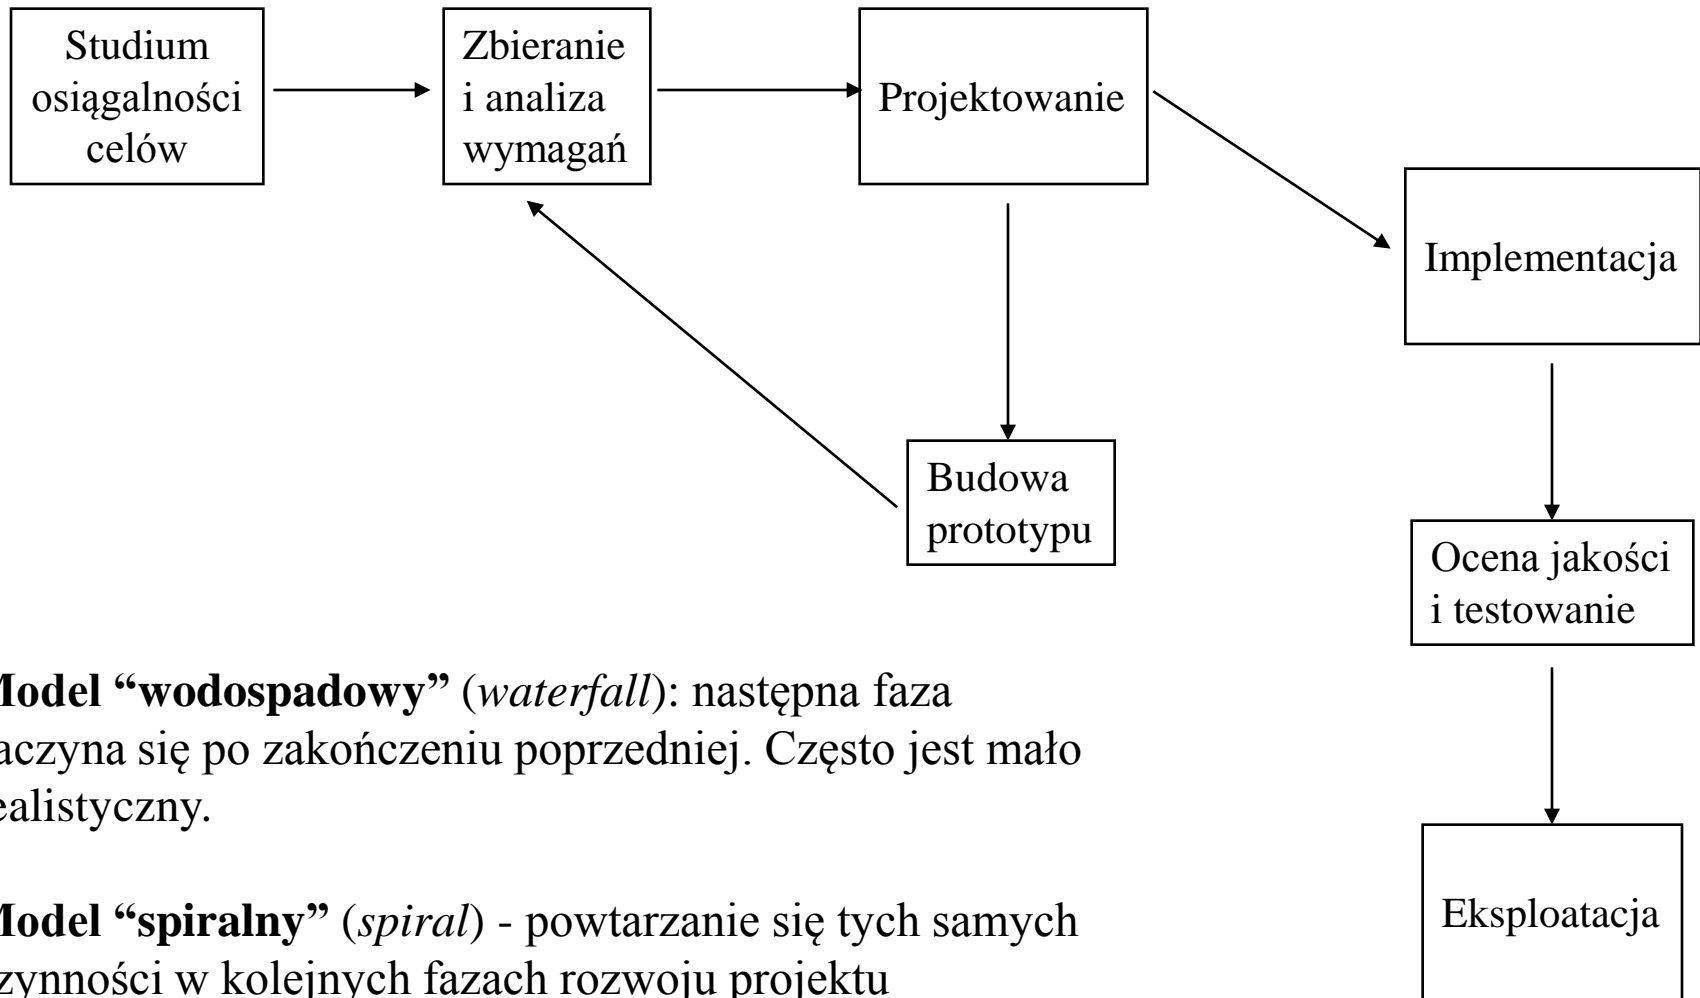 Studium
osiągalności
celów
Zbieranie
i analiza
wymagań
Projektowanie
Implementacja
Budowa
prototypu
Ocena jakości
i testowanie
Model “wodospadowy” (waterfall): następna faza
aczyna się po zakończeniu poprzedniej. Często jest mało
ealistyczny.
Eksploatacja
Model “spiralny” (spiral) - powtarzanie się tych samych
zynności w kolejnych fazach rozwoju projektu